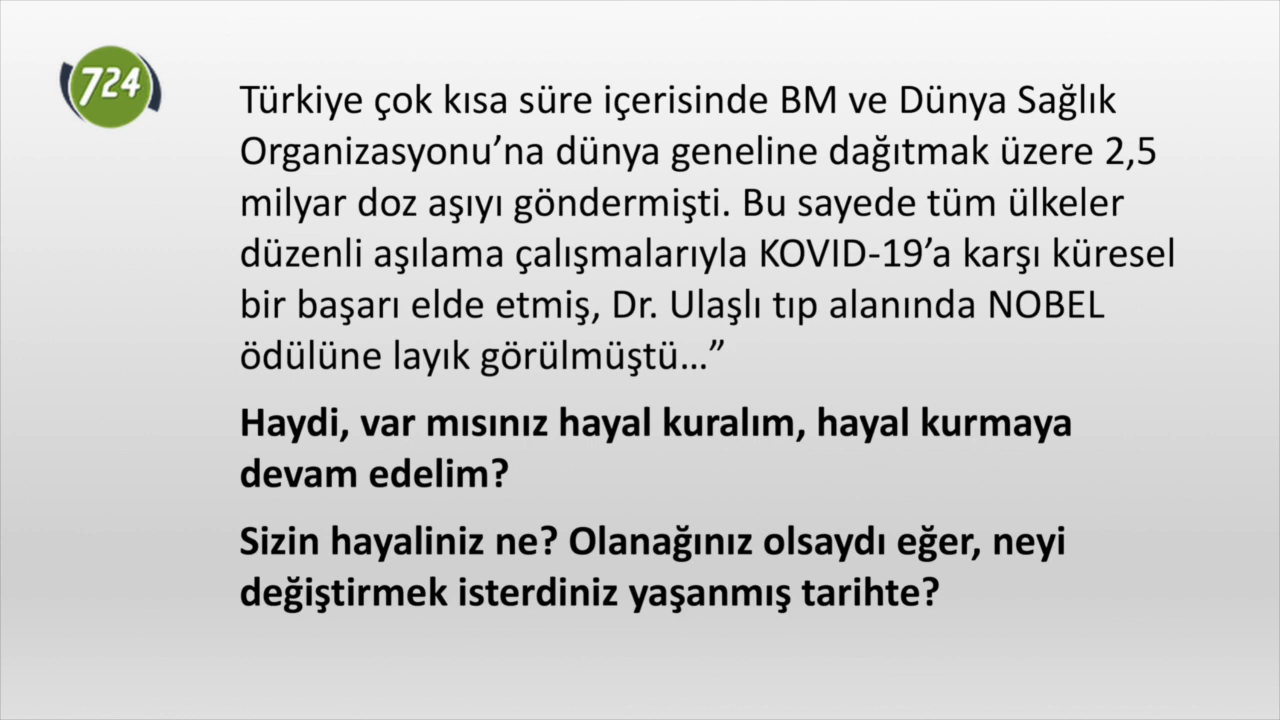 724
Türkiye çok kısa süre içerisinde BM ve Dünya Sağlık
Organizasyonu’na dünya geneline dağıtmak üzere 2,5
milyar doz aşıyı göndermişti. Bu sayede tüm ülkeler
düzenli aşılama çalışmalarıyla KOVID-19’a karşı küresel
bir başarı elde etmiş, Dr. Ulaşlı tıp alanında NOBEL
ödülüne layık görülmüştü…”
Haydi, var mısınız hayal kuralım, hayal kurmaya
devam edelim?
Sizin hayaliniz ne? Olanağınız olsaydı eğer, neyi
değiştirmek isterdiniz yaşanmış tarihte?